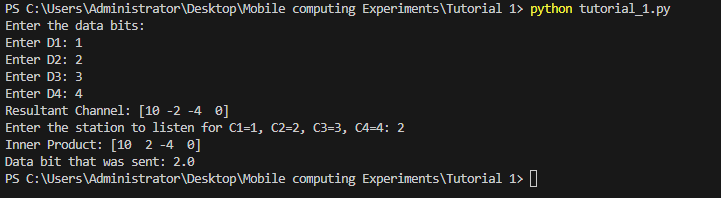 PS C:\Users\Administrator\Desktop\Mobile computing Experiments\Tutorial 1> python tutorial_1.py
Enter the data bits:
Enter D1: 1
Enter D2: 2
Enter D3: 3
Enter D4: 4
Resultant Channel: [10 -2 -4  0]
Enter the station to listen for C1=1, C2=2, C3=3, C4=4: 2
Inner Product: [10  2 -4  0]
Data bit that was sent: 2.0
PS C:\Users\Administrator\Desktop\Mobile computing Experiments\Tutorial 1>